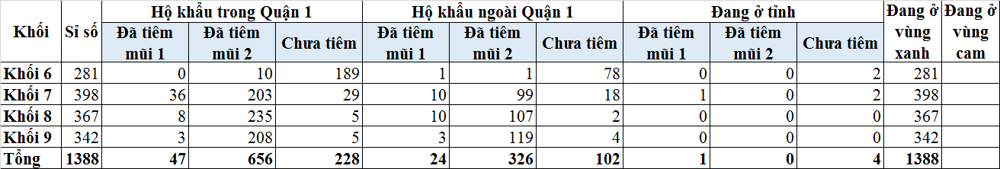 Khối Sỉ số Hộ khẩu trong Quận 1 Hộ khẩu ngoài Quận 1 Đang ở tỉnh Đang ở vùng xanh Đang ở vùng cam
Đã tiêm mũi 1 Đã tiêm mũi 2 Chưa tiêm Đã tiêm mũi 1 Đã tiêm mũi 2 Chưa tiêm Đã tiêm mũi 1 Đã tiêm mũi 2 Chưa tiêm
Khối 6 281 0 10 189 1 1 78 0 0 2 281
Khối 7 398 36 203 29 10 99 18 1 0 2 398
Khối 8 367 8 235 5 10 107 2 0 0 0 367
Khối 9 342 3 208 5 3 119 4 0 0 0 342
Tổng 1388 47 656 228 24 326 102 1 0 4 1388